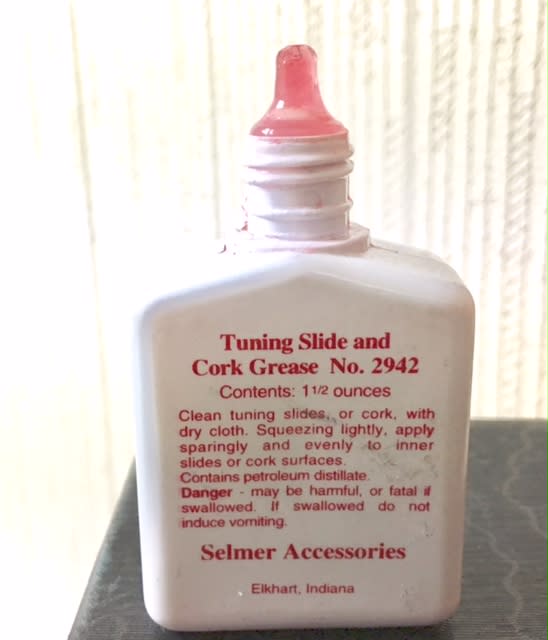 Tuning Slide and
Cork Grease No. 2942
Contents: 1 1/2 ounces
Clean tuning slides, or cork, with
dry cloth. Squeezing lightly, apply
sparingly and evenly to inner
slides or cork surfaces.
Contains petroleum distillate.
Danger - may be harmful, or fatal if
swallowed. If swallowed do not
induce vomiting.
Selmer Accessories
Elkhart, Indiana